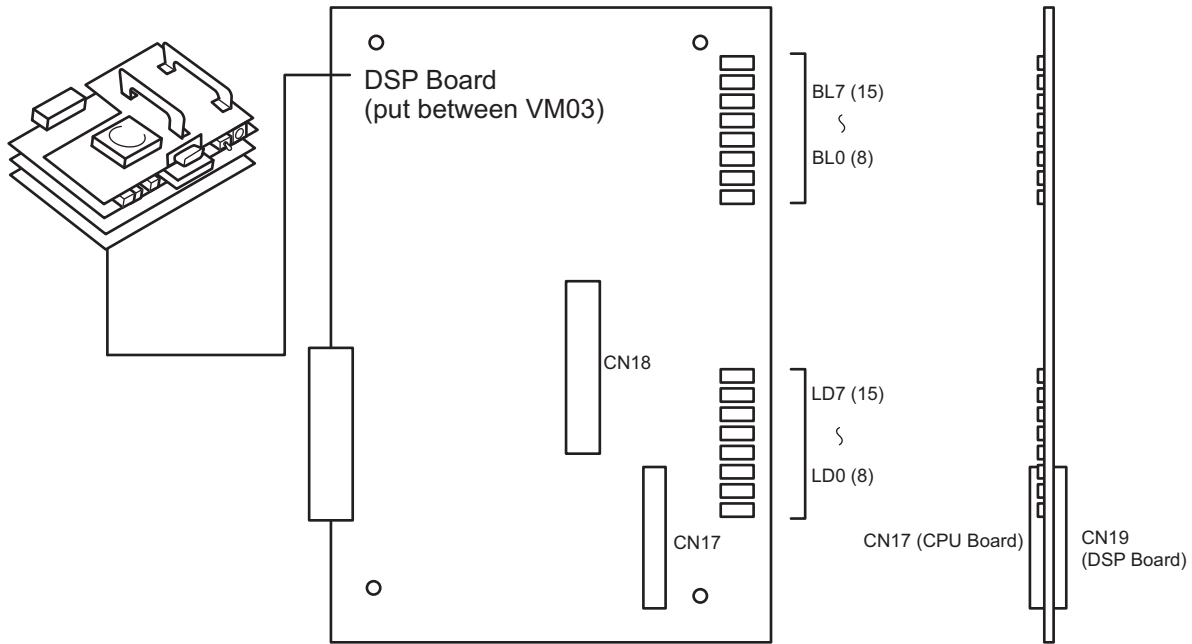 DSP Board
(put between VM03)
BL7 (15)
BL0 (8)
CN18
LD7 (15)
LD0 (8)
CN17
CN17 (CPU Board)
CN19
(DSP Board)